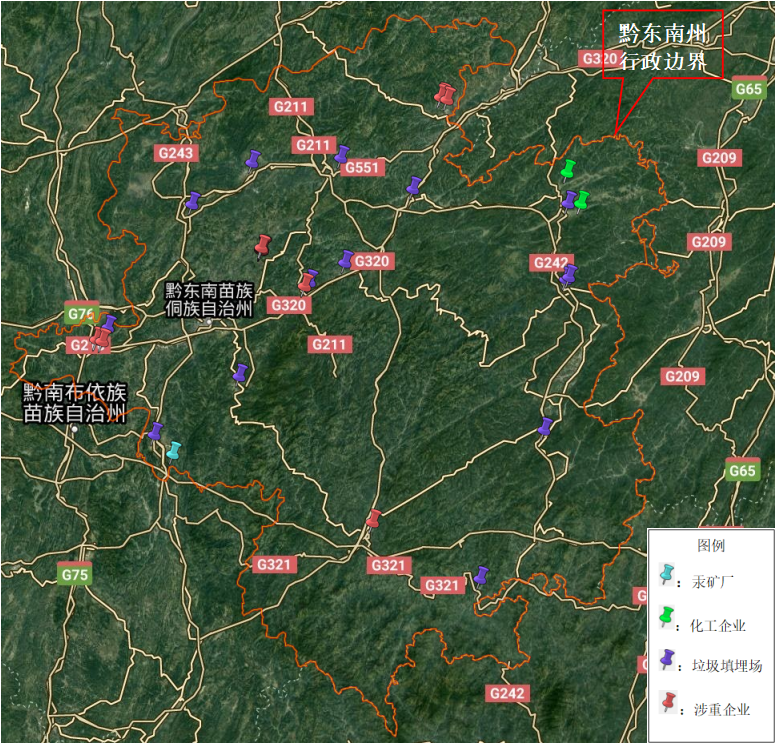 黔东南州
行政边界
G320
G65
G211
G211
G243
G551
G209
G209
G242
G320
黔东南苗族
侗族自治州
G320
G76
G211
G2
G209
黔南布依族
苗族自治州
G65
G321
G321
G321
G75
G242
图例
：汞矿厂
：化工企业
：垃圾填埋场
：涉重企业